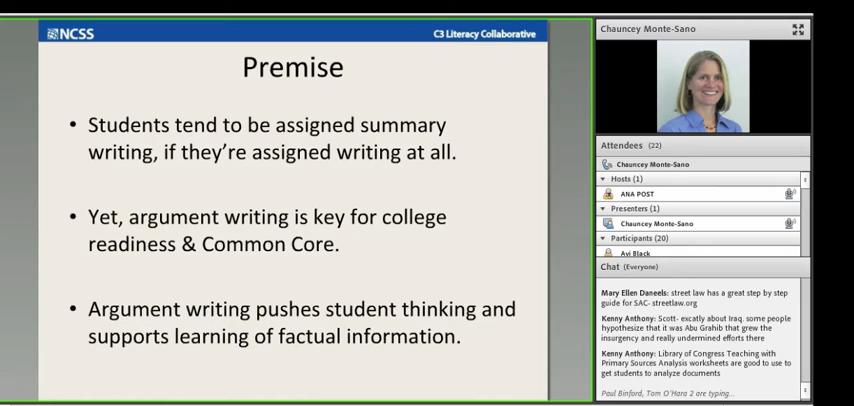 NCSS
C3 Literacy Collaborative
Premise
• Students tend to be assigned summary
writing, if they're assigned writing at all.
• Yet, argument writing is key for college
readiness & Common Core.
• Argument writing pushes student thinking and
supports learning of factual information.
Chauncey Monte-Sano
Attendees (22)
Chauncey Monte-Sano
Hosts (1)
ANA POST
Presenters (1)
Chauncey Monte-Sano
Participants (20)
Avi Black
Chat (Everyone)
Mary Ellen Daneels: street law has a great step by step
guide for SAC- streetlaw.org
Kenny Anthony: Scott- excatly about Iraq. some people
hypothesize that it was Abu Grahib that grew the
insurgency and really undermined efforts there
Kenny Anthony: Library of Congress Teaching with
Primary Sources Analysis worksheets are good to use to
get students to analyze documents
Paul Binford, Tom O'Hara 2 are typing...